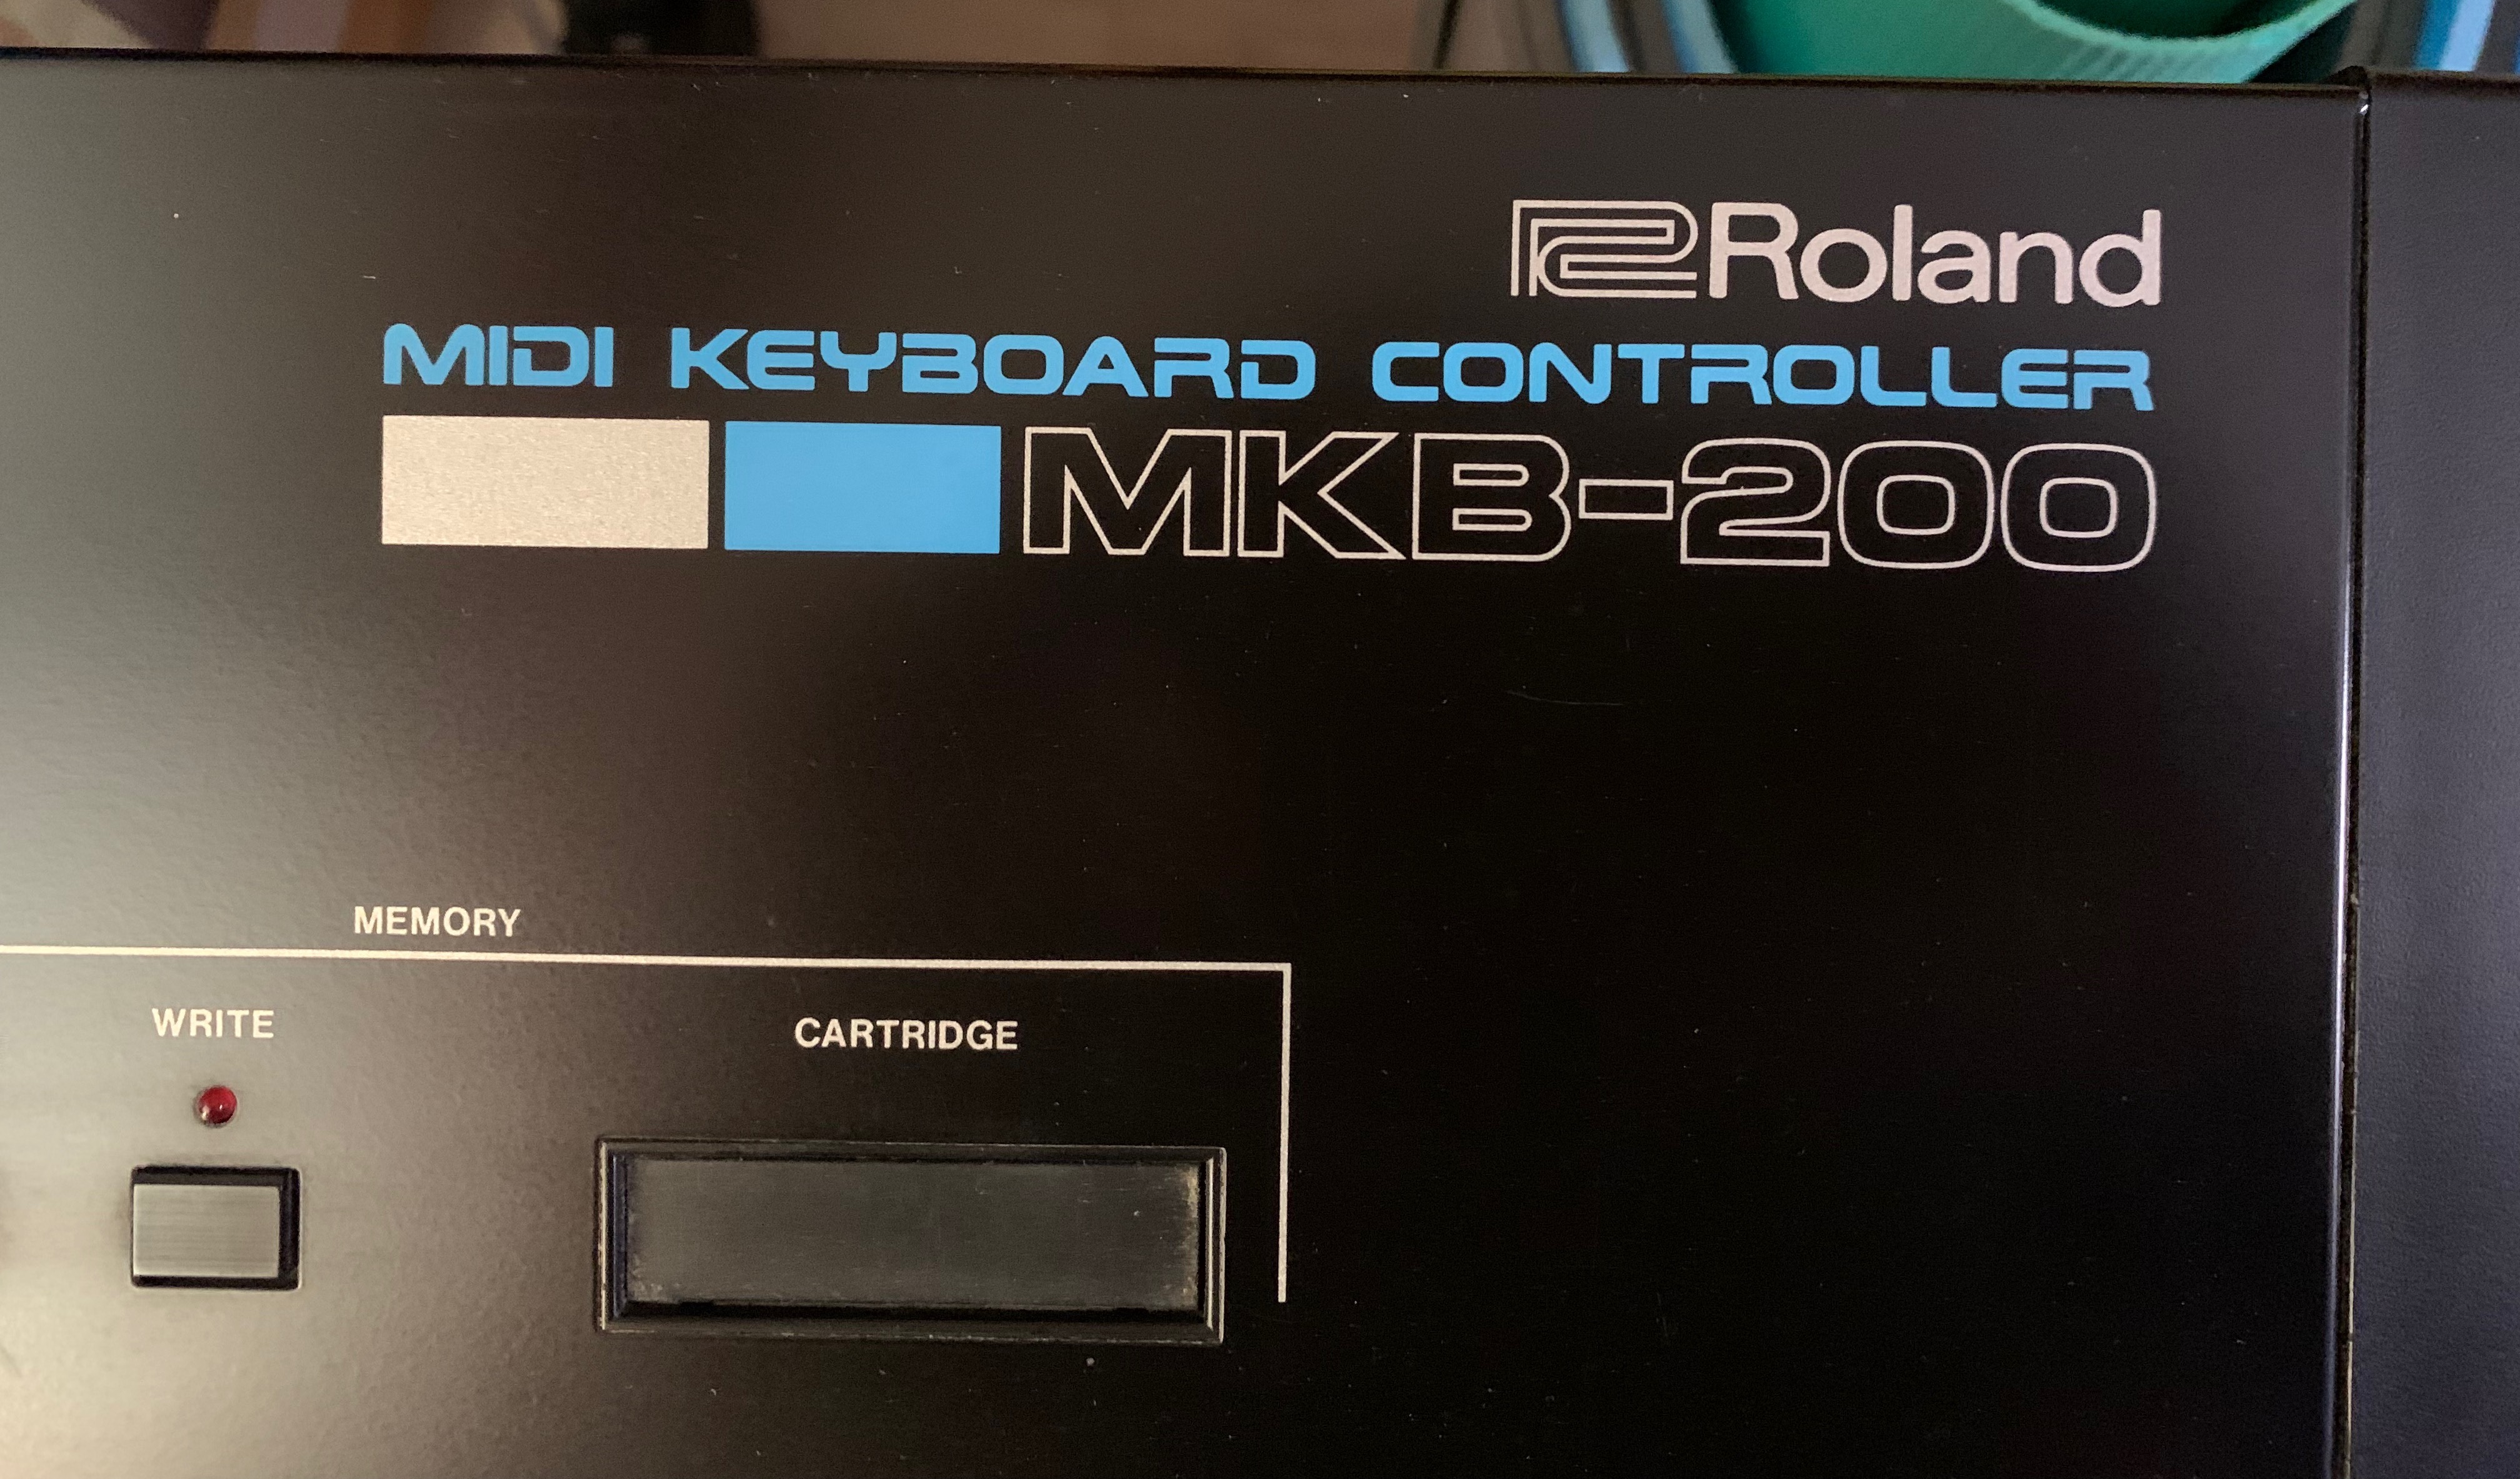 Roland
MIDI KEYBOARD CONTROLLER
MKB-200
MEMORY
WRITE
CARTRIDGE